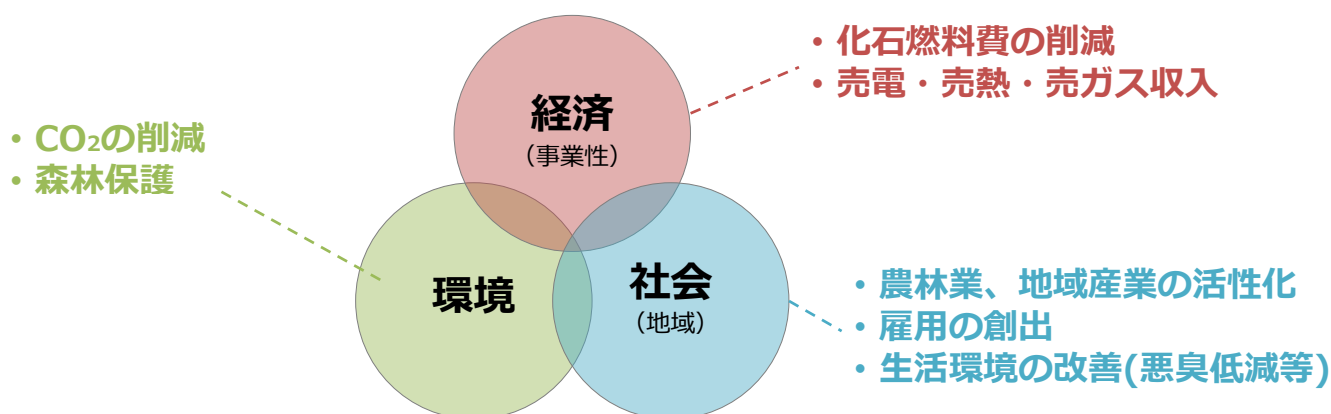 ・化石燃料費の削減
・売電・売熱・売ガス収入
経済
（事業性）
・CO₂の削減
・森林保護
環境
社会
（地域）
・農林業、地域産業の活性化
・雇用の創出
・生活環境の改善(悪臭低減等)